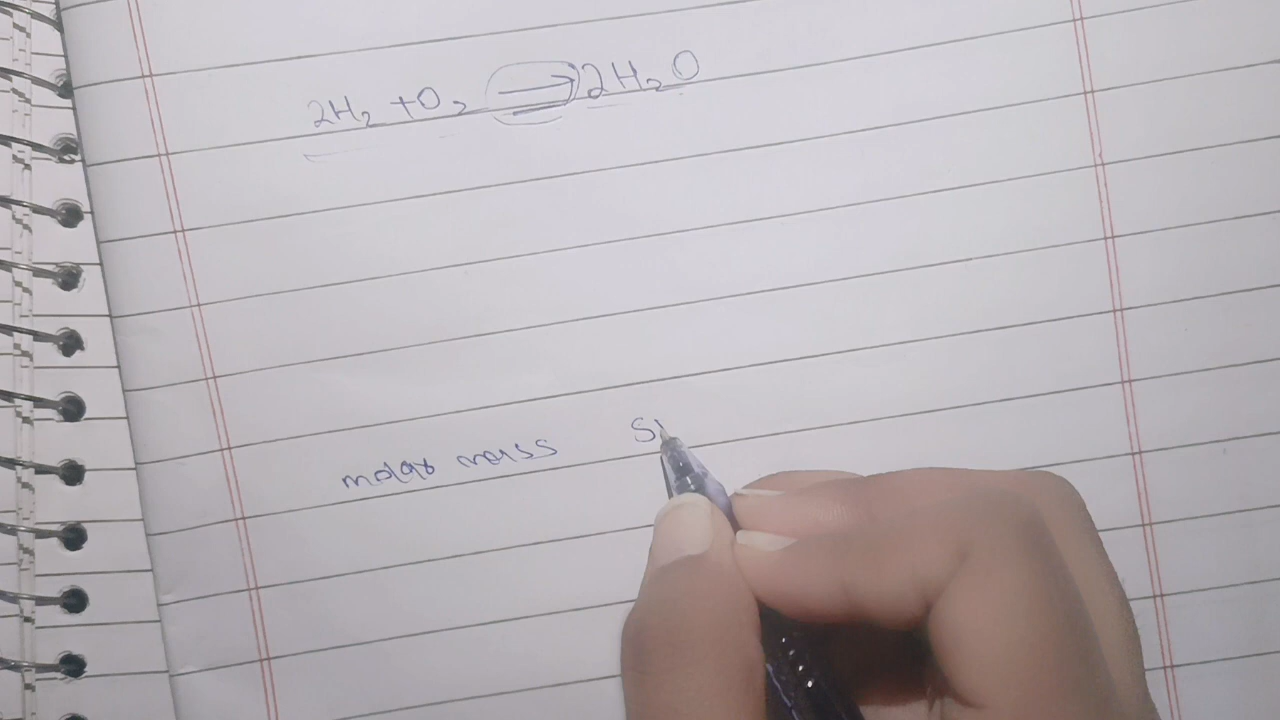 2H₂ + O₂ → 2H₂O
molar mass